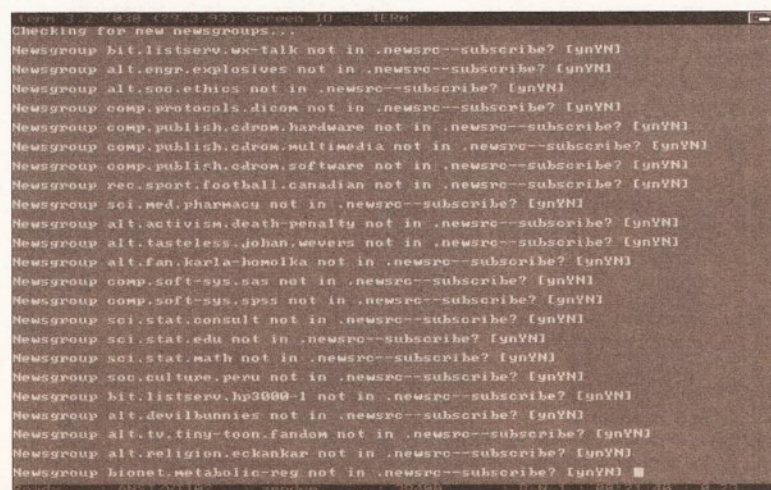 term 3.2 '030 (29.3.93) Screen ID = "TERM"
Checking for new newsgroups...
Newsgroup bit.listserv.wx-talk not in .newsrc--subscribe? [ynYN]
Newsgroup alt.engr.explosives not in .newsrc--subscribe? [ynYN]
Newsgroup alt.soc.ethics not in .newsrc--subscribe? [ynYN]
Newsgroup comp.protocols.dicom not in .newsrc--subscribe? [ynYN]
Newsgroup comp.publish.cdrom.hardware not in .newsrc--subscribe? [ynYN]
Newsgroup comp.publish.cdrom.multimedia not in .newsrc--subscribe? [ynYN]
Newsgroup comp.publish.cdrom.software not in .newsrc--subscribe? [ynYN]
Newsgroup rec.sport.football.canadian not in .newsrc--subscribe? [ynYN]
Newsgroup sci.med.pharmacy not in .newsrc--subscribe? [ynYN]
Newsgroup alt.activism.death-penalty not in .newsrc--subscribe? [ynYN]
Newsgroup alt.tasteless.johan.wevers not in .newsrc--subscribe? [ynYN]
Newsgroup alt.fan.karla-homolka not in .newsrc--subscribe? [ynYN]
Newsgroup comp.soft-sys.sas not in .newsrc--subscribe? [ynYN]
Newsgroup comp.soft-sys.spss not in .newsrc--subscribe? [ynYN]
Newsgroup sci.stat.consult not in .newsrc--subscribe? [ynYN]
Newsgroup sci.stat.edu not in .newsrc--subscribe? [ynYN]
Newsgroup sci.stat.math not in .newsrc--subscribe? [ynYN]
Newsgroup soc.culture.peru not in .newsrc--subscribe? [ynYN]
Newsgroup bit.listserv.hp3000-l not in .newsrc--subscribe? [ynYN]
Newsgroup alt.devilbunnies not in .newsrc--subscribe? [ynYN]
Newsgroup alt.tv.tiny-toon.fandom not in .newsrc--subscribe? [ynYN]
Newsgroup alt.religion.eckankar not in .newsrc--subscribe? [ynYN]
Newsgroup bionet.metabolic-reg not in .newsrc--subscribe? [ynYN]